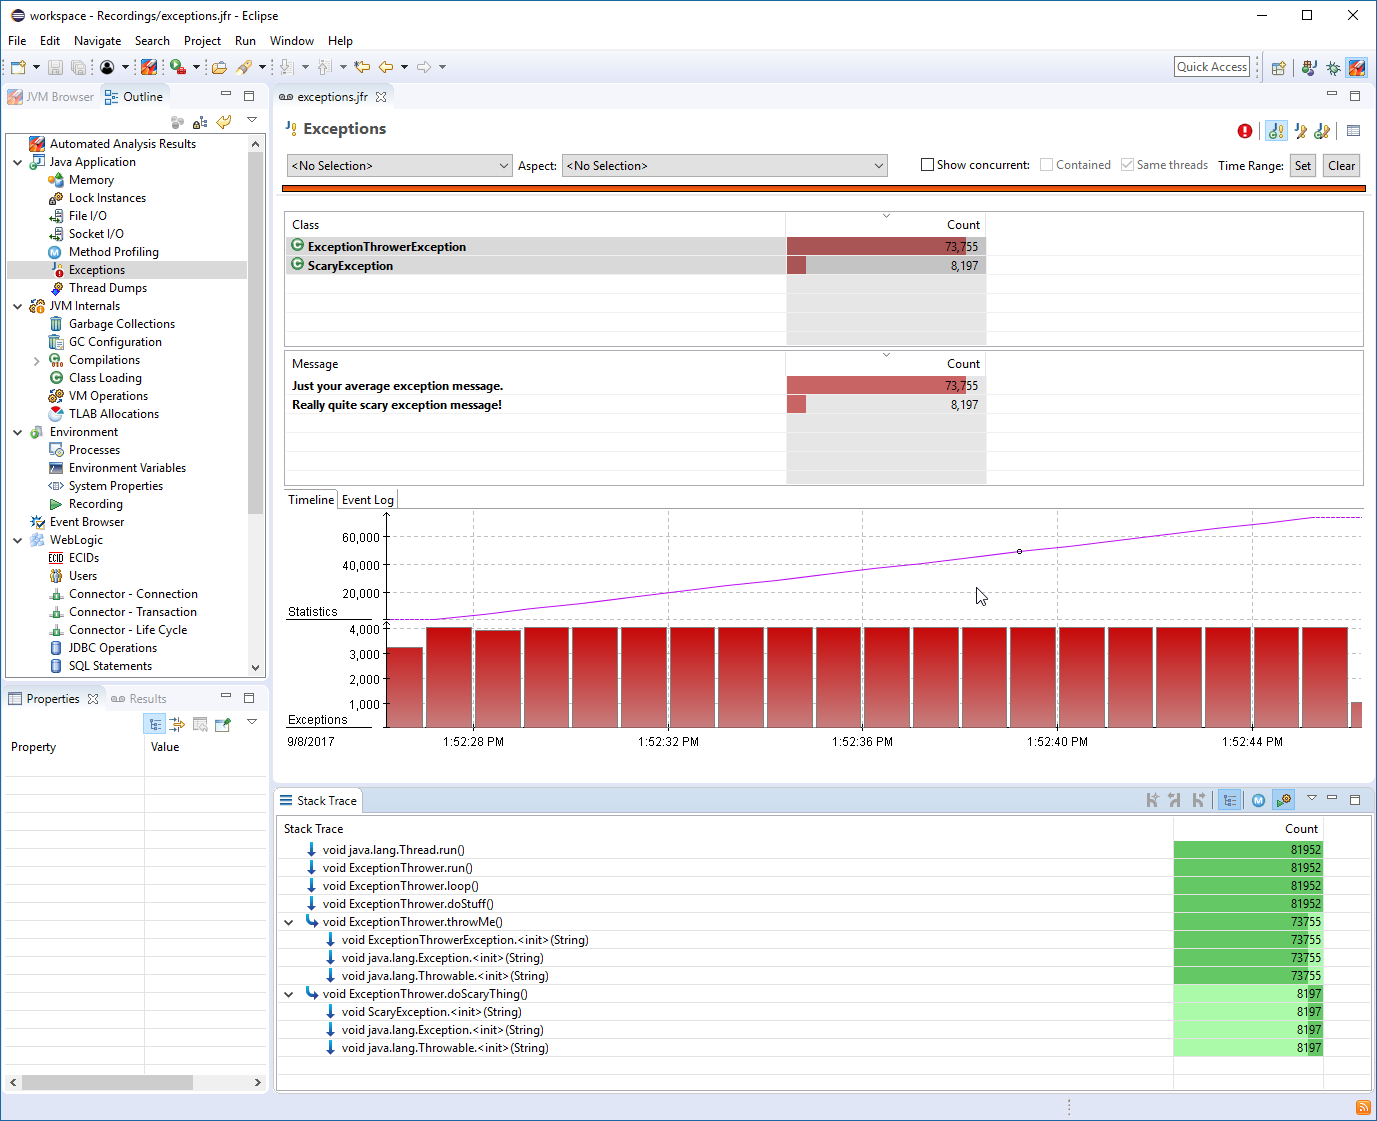 workspace - Recordings/exceptions.jfr - Eclipse
File Edit Navigate Search Project Run Window Help
Quick Access
JVM Browser Outline
Automated Analysis Results
Java Application
Memory
Lock Instances
File I/O
Socket I/O
Method Profiling
Exceptions
Thread Dumps
JVM Internals
Garbage Collections
GC Configuration
Compilations
Class Loading
VM Operations
TLAB Allocations
Environment
Processes
Environment Variables
System Properties
Recording
Event Browser
WebLogic
ECIDs
Users
Connector - Connection
Connector - Transaction
Connector - Life Cycle
JDBC Operations
SQL Statements
Properties Results
Property Value
exceptions.jfr
Exceptions
<No Selection> Aspect: <No Selection> Show concurrent: Contained Same threads Time Range: Set Clear
Class Count
ExceptionThrowerException 73,755
ScaryException 8,197
Message Count
Just your average exception message. 73,755
Really quite scary exception message! 8,197
Timeline Event Log
60,000
40,000
20,000
Statistics
4,000
3,000
2,000
1,000
Exceptions
9/8/2017 1:52:28 PM 1:52:32 PM 1:52:36 PM 1:52:40 PM 1:52:44 PM
Stack Trace
Stack Trace Count
void java.lang.Thread.run() 81952
void ExceptionThrower.run() 81952
void ExceptionThrower.loop() 81952
void ExceptionThrower.doStuff() 81952
void ExceptionThrower.throwMe() 73755
void ExceptionThrowerException.<init>(String) 73755
void java.lang.Exception.<init>(String) 73755
void java.lang.Throwable.<init>(String) 73755
void ExceptionThrower.doScaryThing() 8197
void ScaryException.<init>(String) 8197
void java.lang.Exception.<init>(String) 8197
void java.lang.Throwable.<init>(String) 8197